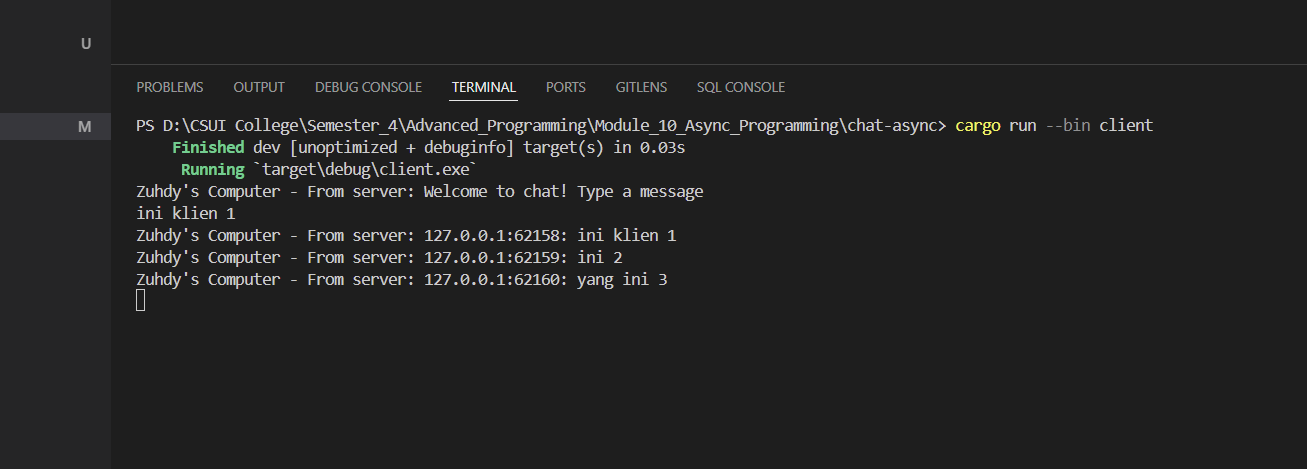 U
PROBLEMS OUTPUT DEBUG CONSOLE TERMINAL PORTS GITLENS SQL CONSOLE
M
PS D:\CSUI College\Semester_4\Advanced_Programming\Module_10_Async_Programming\chat-async> cargo run --bin client
Finished dev [unoptimized + debuginfo] target(s) in 0.03s
Running `target\debug\client.exe`
Zuhdy's Computer - From server: Welcome to chat! Type a message
ini klien 1
Zuhdy's Computer - From server: 127.0.0.1:62158: ini klien 1
Zuhdy's Computer - From server: 127.0.0.1:62159: ini 2
Zuhdy's Computer - From server: 127.0.0.1:62160: yang ini 3